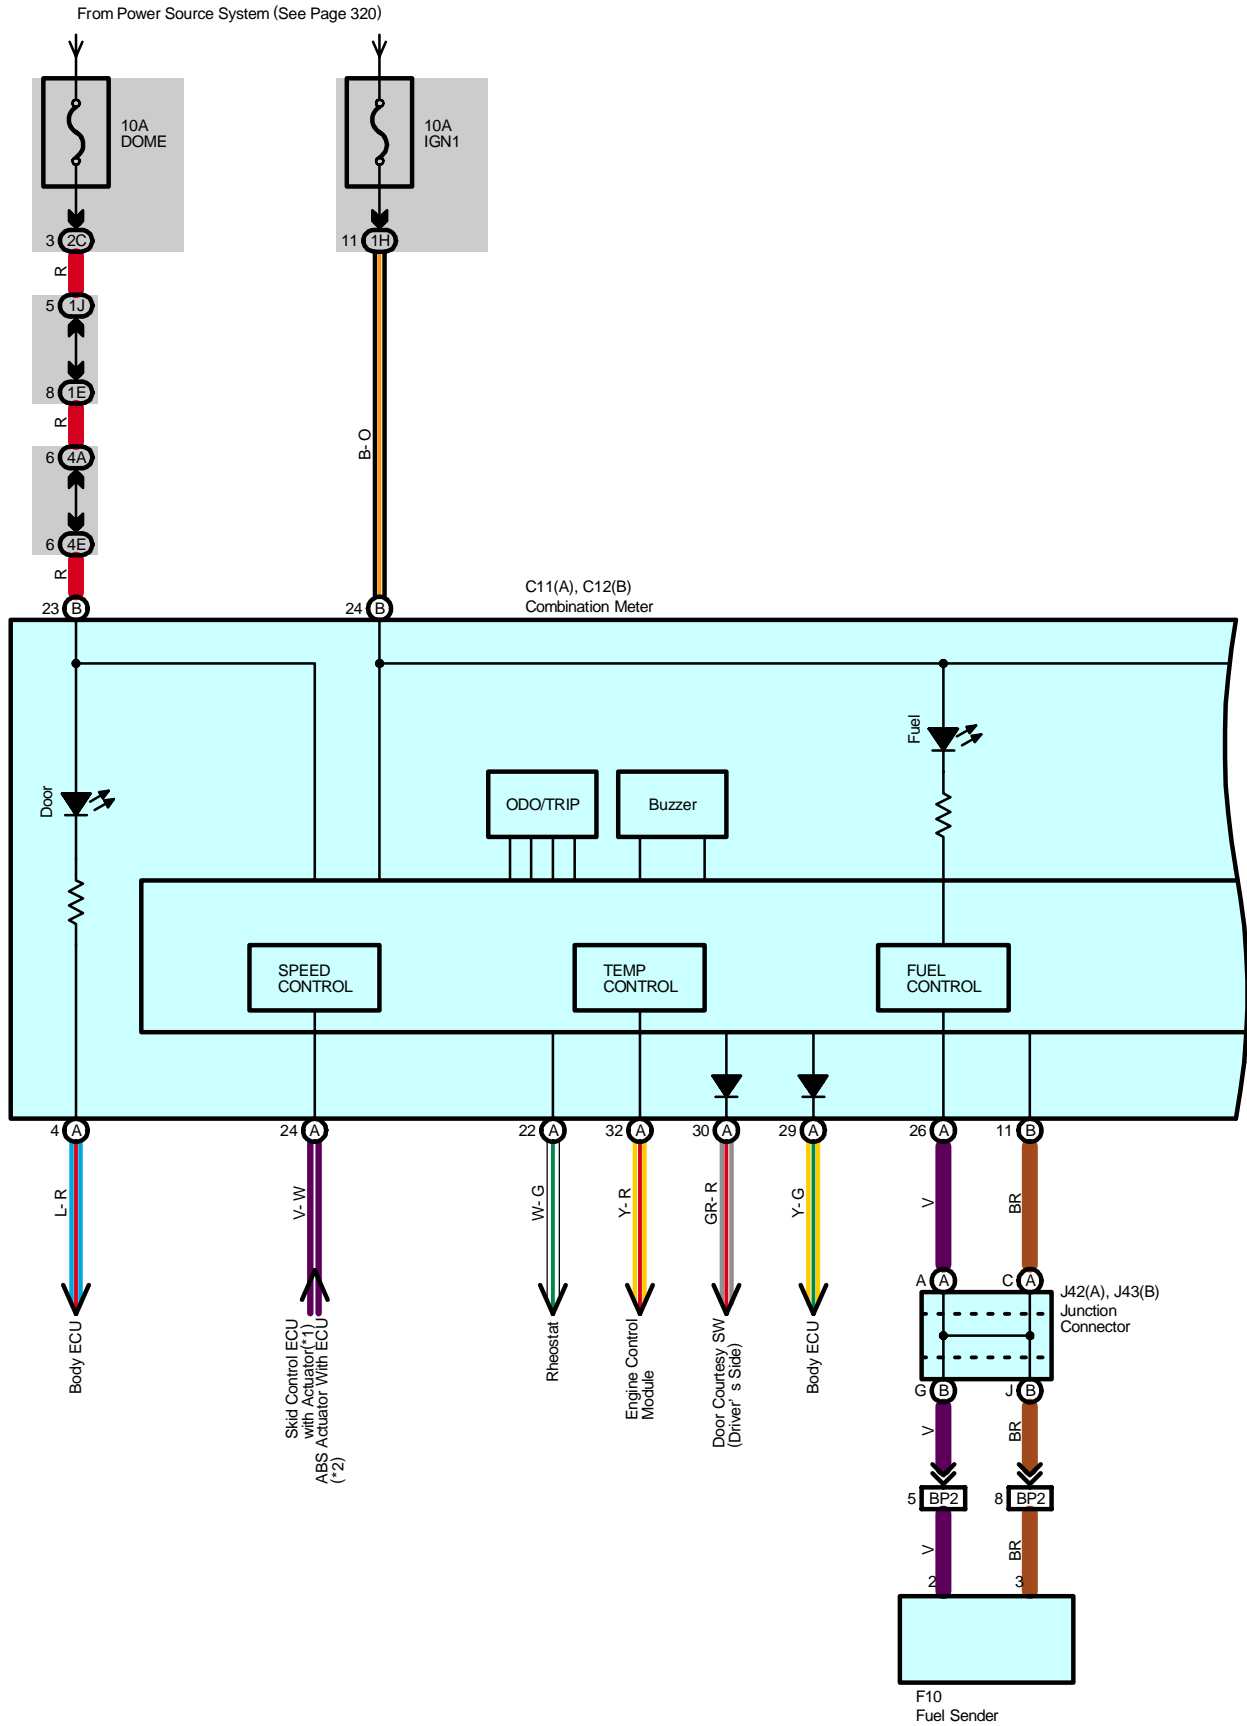 From Power Source System (See Page 320)
10A
DOME
10A
IGN1
3 2C
11 1H
R
5 1J
8 1E
R
B- O
6 4A
6 4E
R
C11(A), C12(B)
Combination Meter
23 B
24 B
Fuel
Door
ODO/TRIP
Buzzer
SPEED
CONTROL
TEMP
CONTROL
FUEL
CONTROL
4 A
24 A
22 A
32 A
30 A
29 A
26 A
11 B
L- R
V- W
W- G
Y- R
GR- R
Y- G
V
BR
A A
C A
J42(A), J43(B)
Junction
Connector
Body ECU
Skid Control ECU
with Actuator(*1)
ABS Actuator With ECU
(*2)
Rheostat
Engine Control
Module
Door Courtesy SW
(Driver' s Side)
Body ECU
G B
J B
V
BR
5 BP2
8 BP2
V
BR
2
3
F10
Fuel Sender